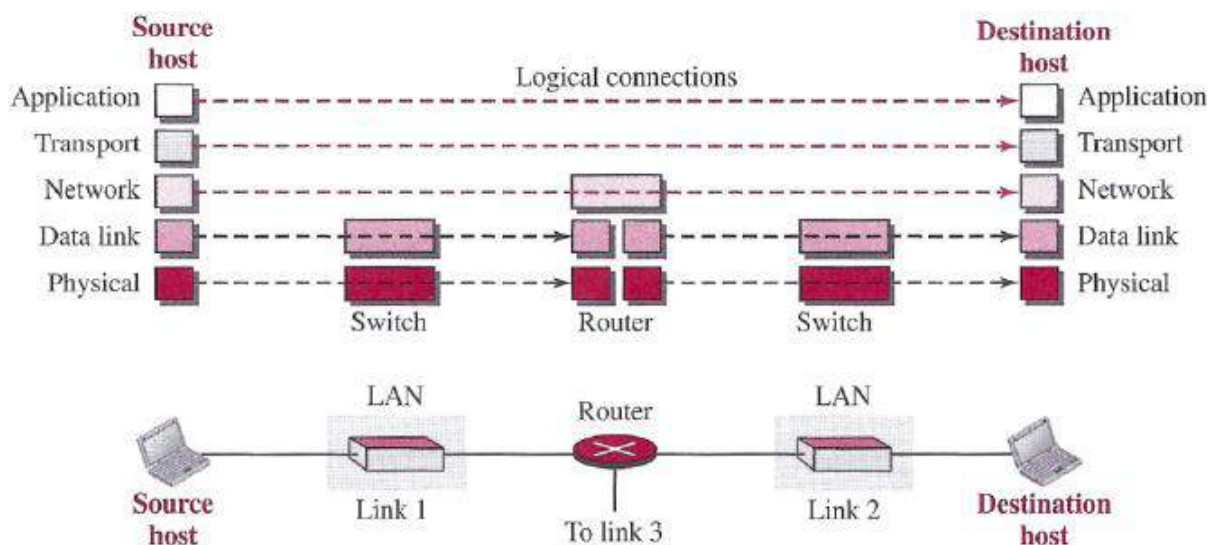 Source
host
Destination
host
Logical connections
Application
Application
Transport
Transport
Network
Network
Data link
Data link
Physical
Physical
Switch
Router
Switch
LAN
Router
LAN
Source
host
Link 1
To link 3
Link 2
Destination
host